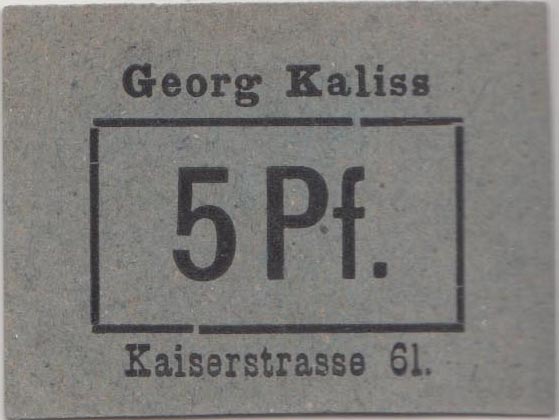 Georg Kaliss
5 Pf.
Kaiserstrasse 61.